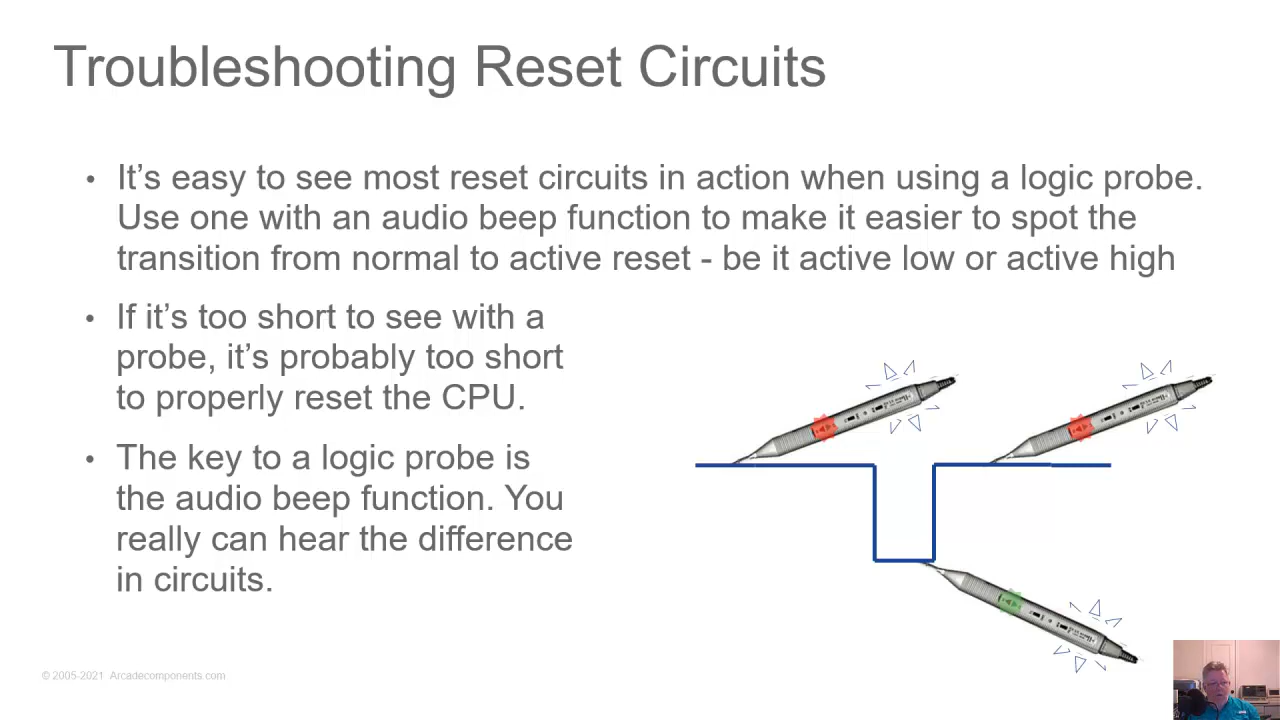 Troubleshooting Reset Circuits
• It’s easy to see most reset circuits in action when using a logic probe.
Use one with an audio beep function to make it easier to spot the
transition from normal to active reset - be it active low or active high
• If it’s too short to see with a
probe, it’s probably too short
to properly reset the CPU.
• The key to a logic probe is
the audio beep function. You
really can hear the difference
in circuits.
© 2005-2021 Arcadecomponents.com